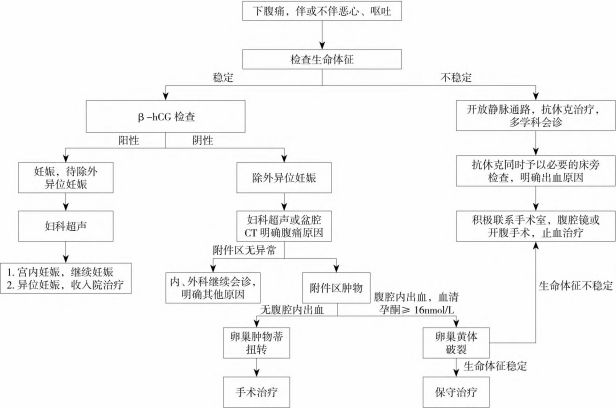 下腹痛，伴或不伴恶心、呕吐
检查生命体征
稳定
不稳定
β-hCG 检查
开放静脉通路，抗休克治疗，
多学科会诊
阳性
阴性
妊娠，待除外
异位妊娠
除外异位妊娠
抗休克同时予以必要的床旁
检查，明确出血原因
妇科超声
妇科超声或盆腔
CT 明确腹痛原因
积极联系手术室，腹腔镜或
开腹手术，止血治疗
附件区无异常
1. 宫内妊娠，继续妊娠
2. 异位妊娠，收入院治疗
内、外科继续会诊，
明确其他原因
附件区肿物
生命体征不稳定
无腹腔内出血
腹腔内出血，血清
孕酮≥16nmol/L
卵巢肿物蒂
扭转
卵巢黄体
破裂
生命体征稳定
手术治疗
保守治疗